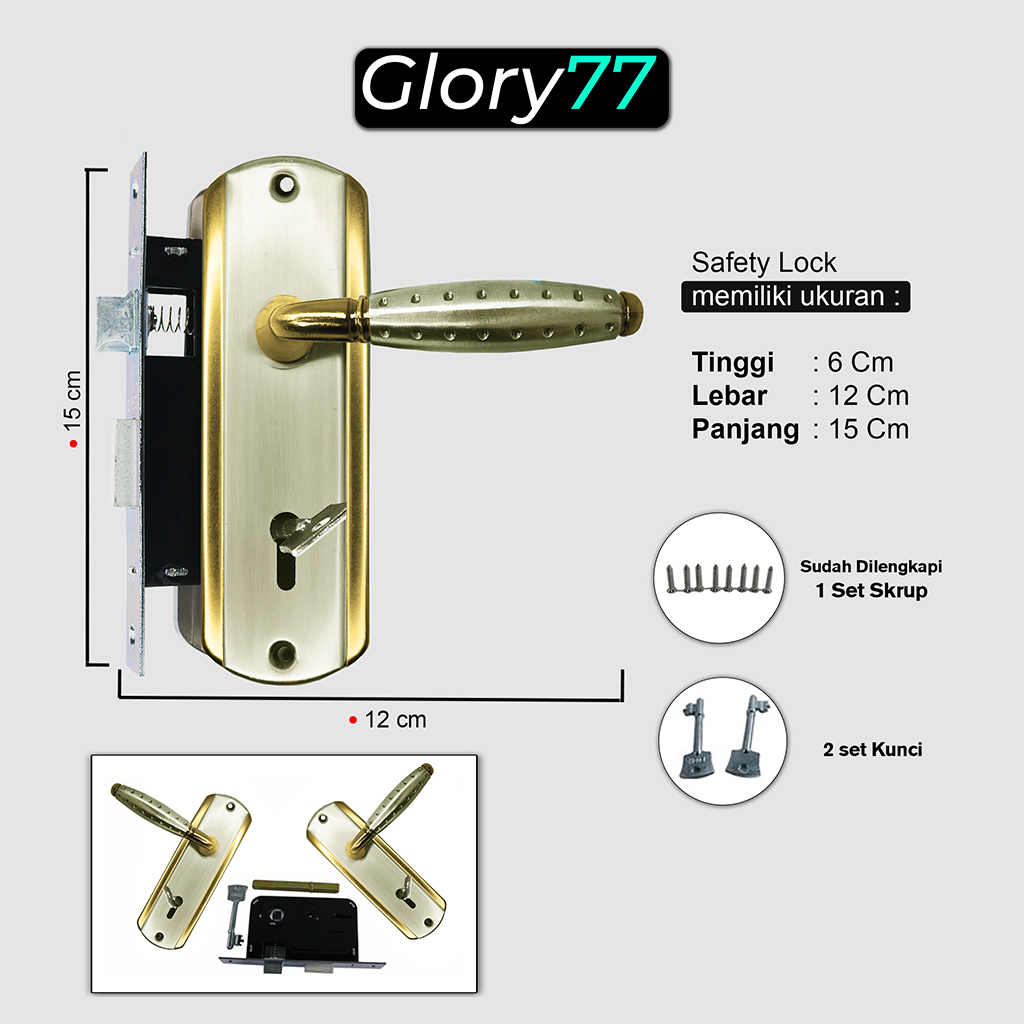 Glory77
Safety Lock
memiliki ukuran :
Tinggi : 6 Cm
Lebar : 12 Cm
Panjang : 15 Cm
15 cm
12 cm
Sudah Dilengkapi
1 Set Skrup
2 set Kunci